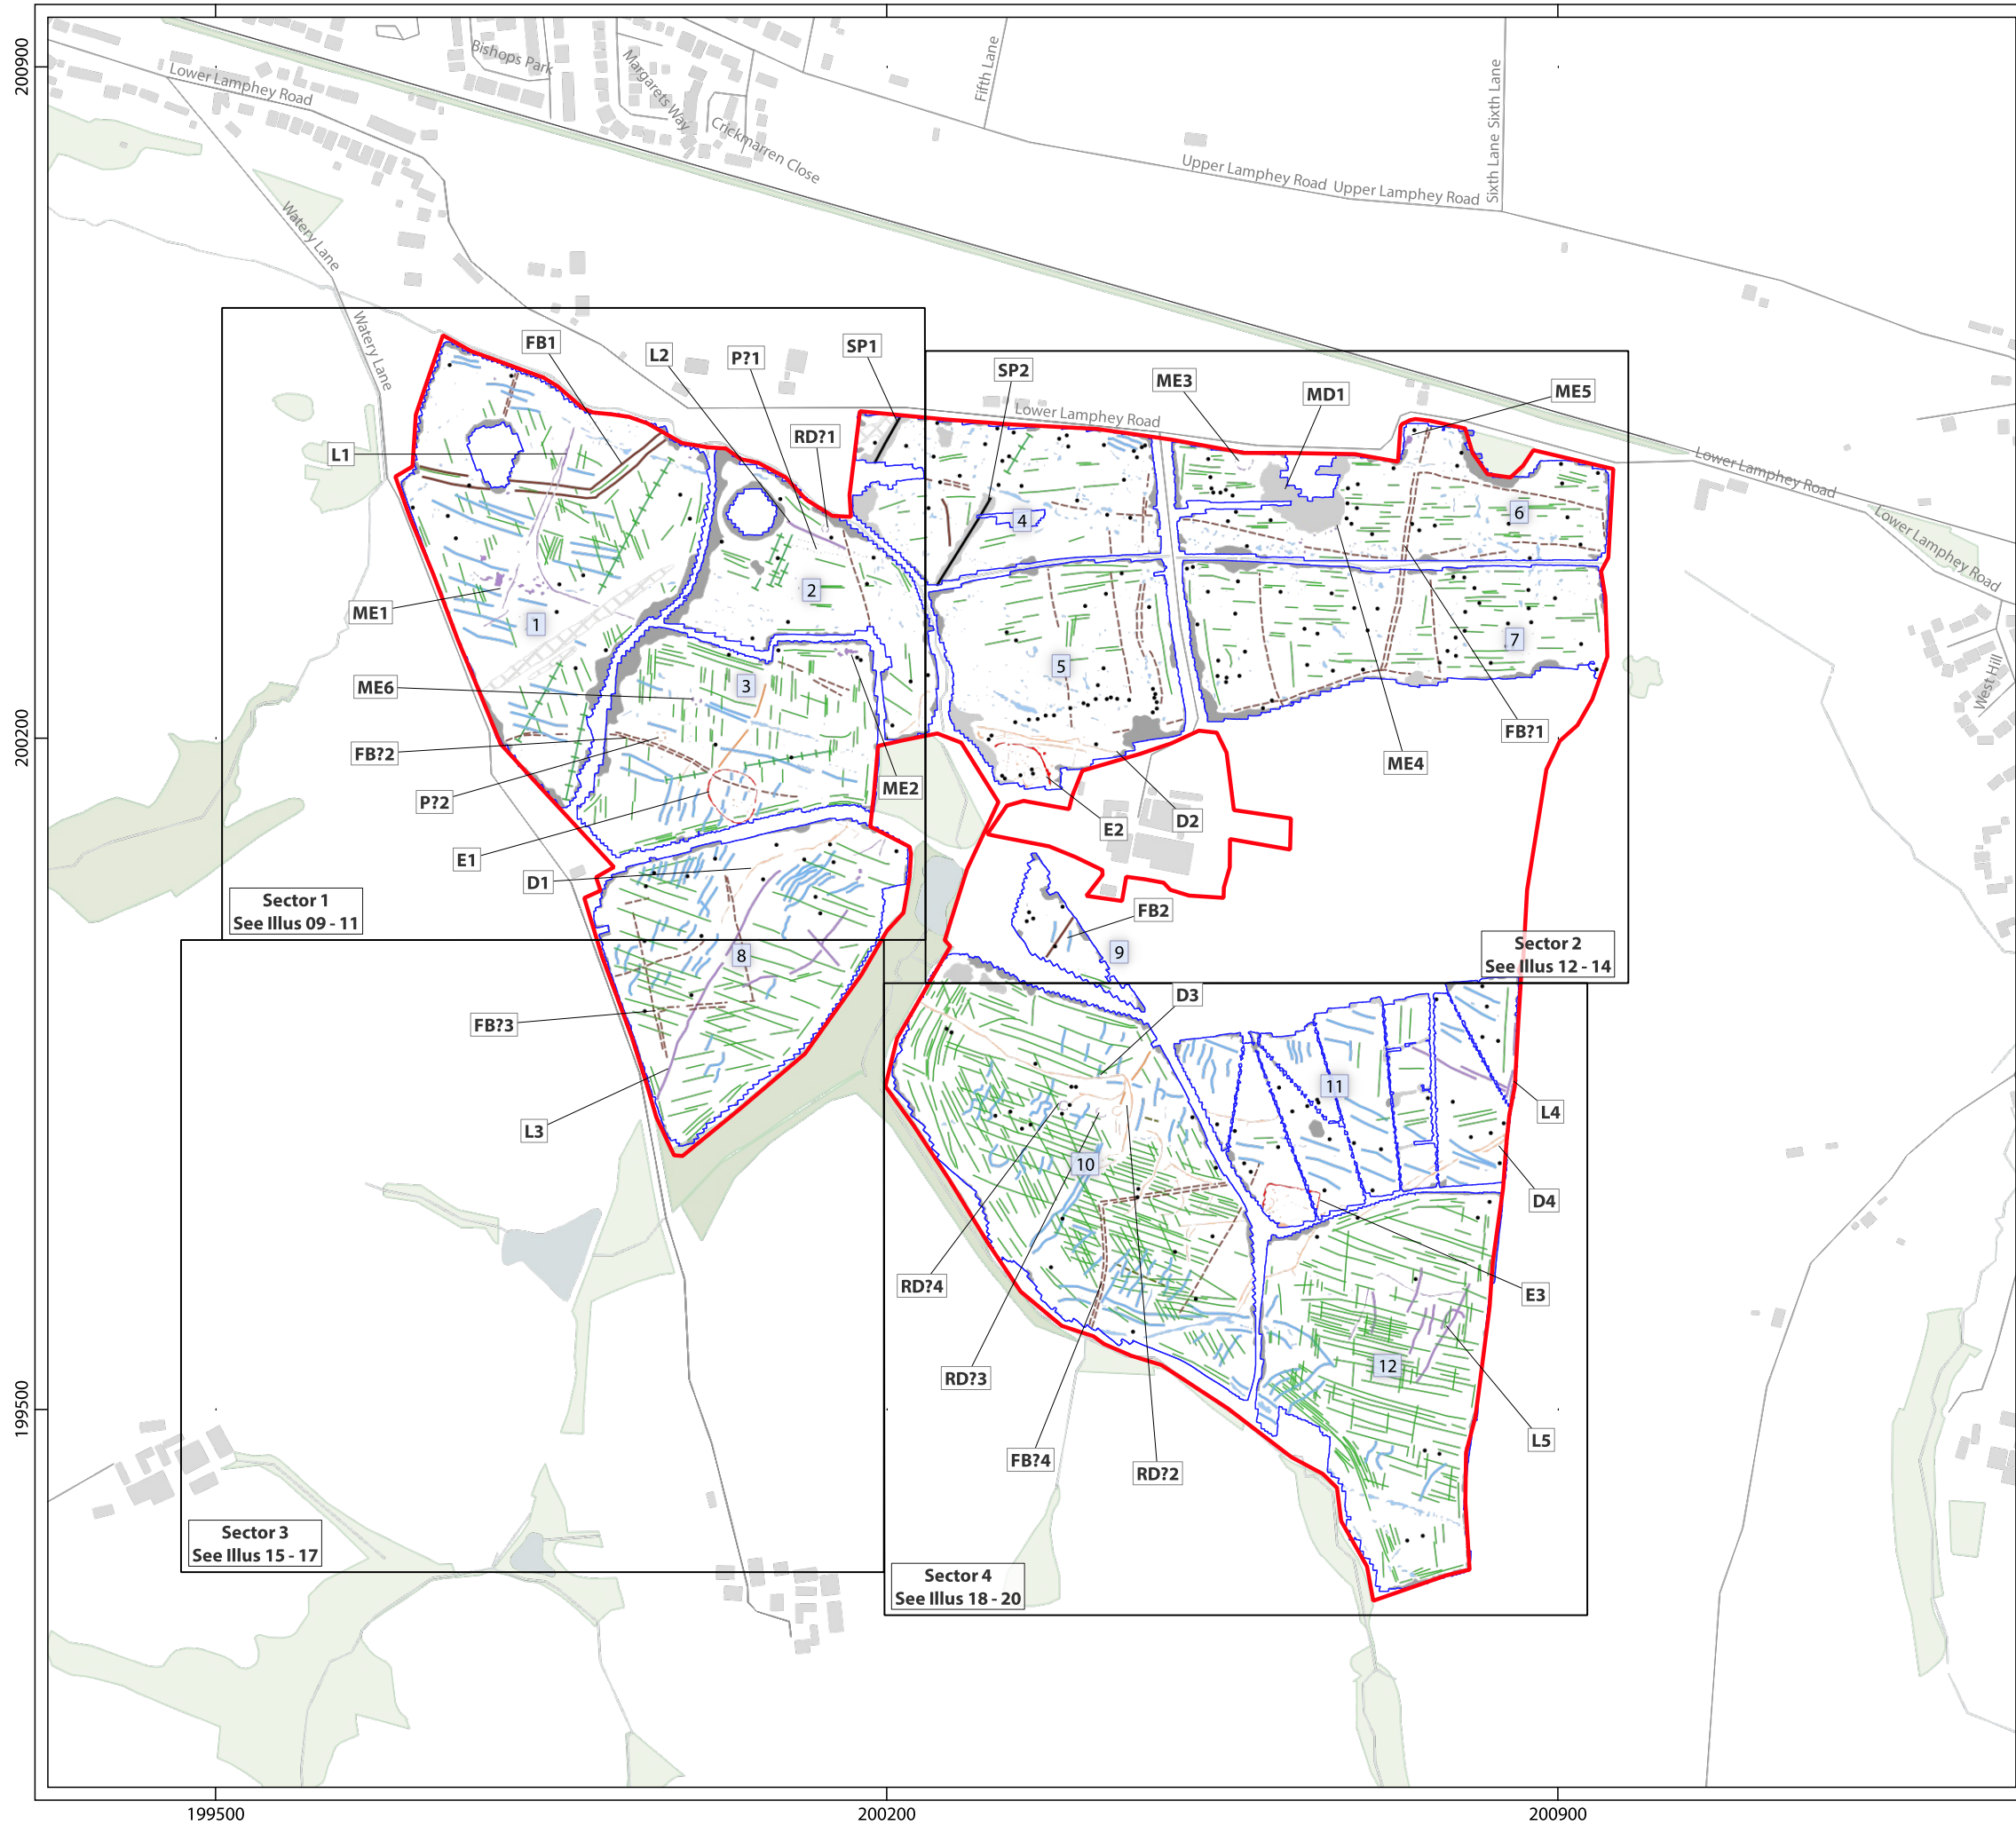 200900
Bishops Park
Margarets Way
Lower Lamphey Road
Crickmarren Close
Fifth Lane
Sixth Lane Sixth Lane
Upper Lamphey Road Upper Lamphey Road
Watery Lane
Watery Lane
FB1
L2
P?1
SP1
SP2
ME3
MD1
ME5
Lower Lamphey Road
RD?1
L1
Lower Lamphey Road
Lower Lamphey Road
4
6
2
ME1
1
7
5
3
ME6
West Hill
200200
FB?2
FB?1
ME4
ME2
P?2
D2
E2
E1
D1
Sector 1
See Illus 09 - 11
FB2
9
8
Sector 2
See Illus 12 - 14
D3
FB?3
11
L4
L3
10
D4
RD?4
E3
12
RD?3
199500
L5
FB?4
RD?2
Sector 3
See Illus 15 - 17
Sector 4
See Illus 18 - 20
199500
200200
200900